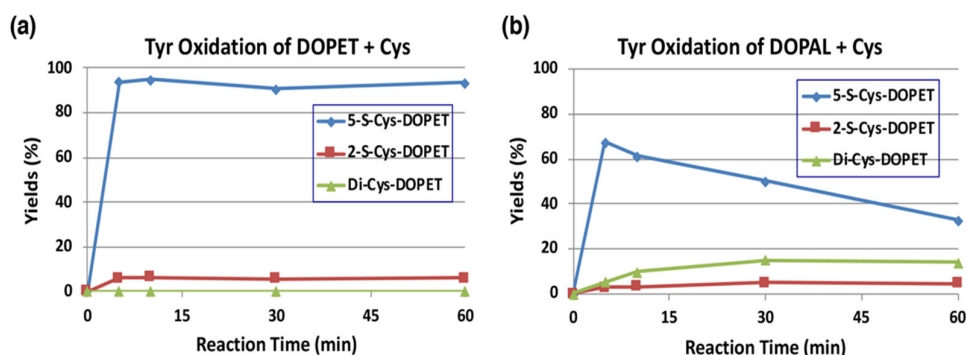 (a)
Tyr Oxidation of DOPET + Cys
100
80
60
40
20
0
0 15 30 45 60
Yields (%)
Reaction Time (min)
5-S-Cys-DOPET
2-S-Cys-DOPET
Di-Cys-DOPET
(b)
Tyr Oxidation of DOPAL + Cys
100
80
60
40
20
0
0 15 30 45 60
Yields (%)
Reaction Time (min)
5-S-Cys-DOPET
2-S-Cys-DOPET
Di-Cys-DOPET